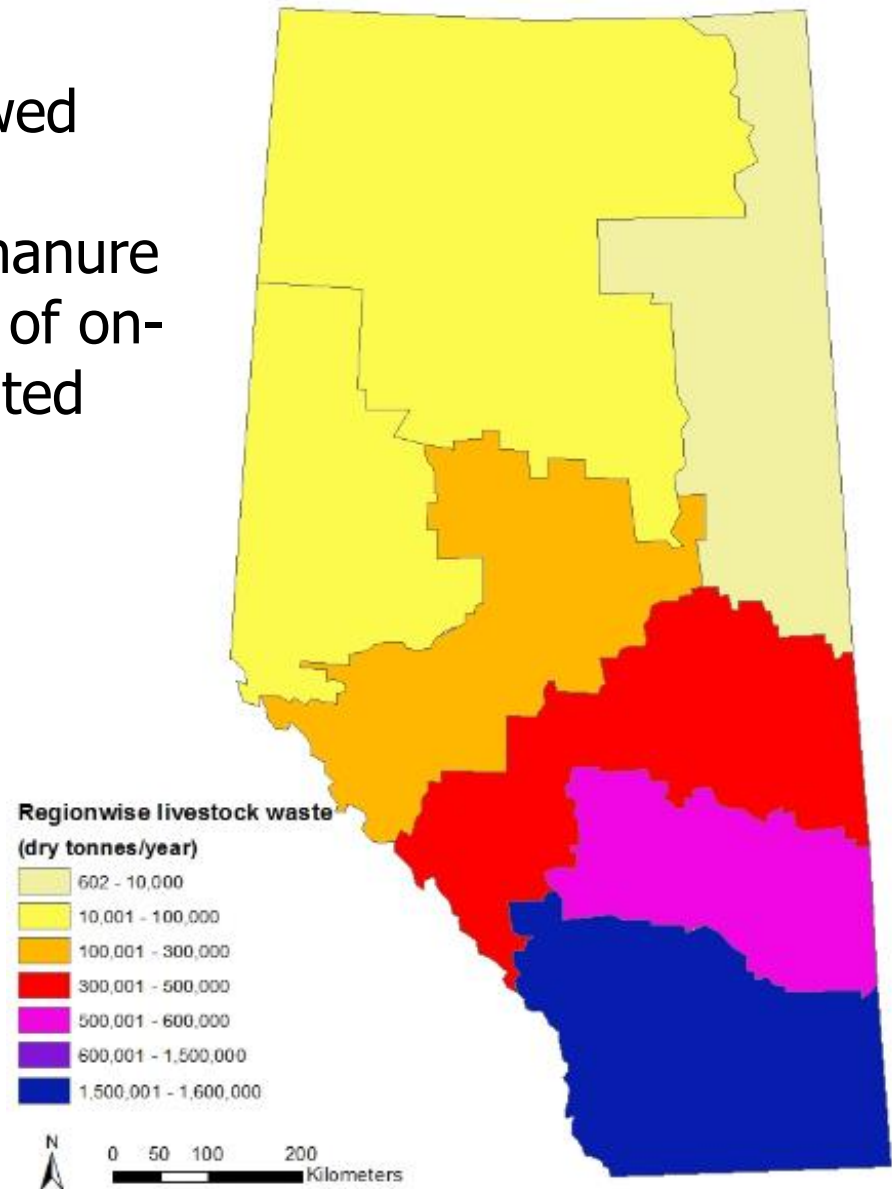 wed
manure
of on-
ted
Regionwise livestock waste
(dry tonnes/year)
602 - 10,000
10,001 - 100,000
100,001 - 300,000
300,001 - 500,000
500,001 - 600,000
600,001 - 1,500,000
1,500,001 - 1,600,000
N
0 50 100 200
Kilometers